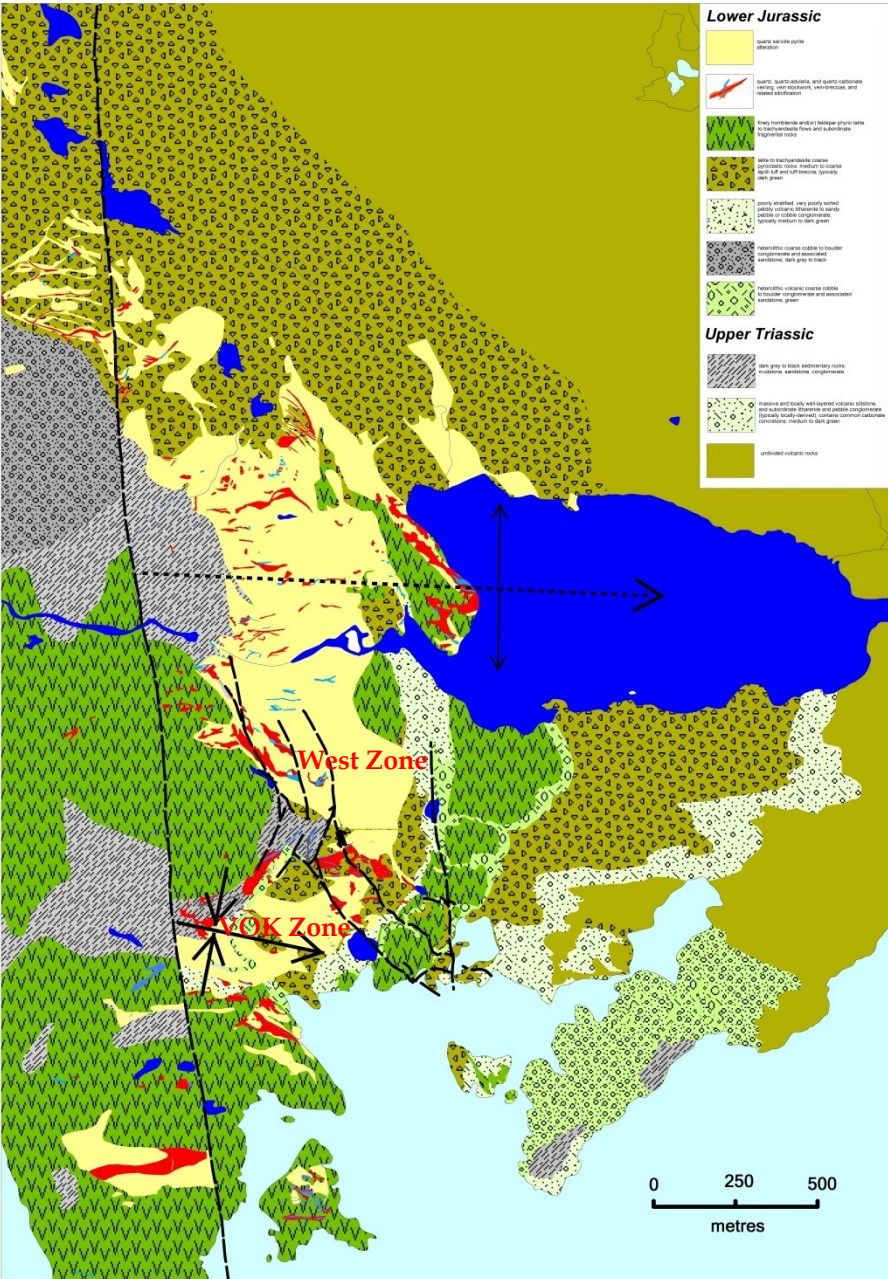 Lower Jurassic
quartz sericite pyrite
alteration
quartz, quartz-adularia, and quartz-carbonate
veining, vein stockwork, vein-breccias, and
related silicification
finely hornblende and(or) feldspar phyric latite
to trachyandesite flows and subordinate
fragmental rocks
latite to trachyandesite coarse
pyroclastic rocks: medium to coarse
lapilli tuff and tuff-breccia; typically
dark green
poorly stratified, very poorly sorted
pebbly volcanic litharenite to sandy
pebble or cobble conglomerate;
typically medium to dark green
heterolithic coarse cobble to boulder
conglomerate and associated
sandstone; dark grey to black
heterolithic volcanic coarse cobble
to boulder conglomerate and associated
sandstone; green
Upper Triassic
dark grey to black sedimentary rocks:
mudstone, sandstone, conglomerate
massive and locally well-layered volcanic siltstone,
and subordinate litharenite and pebble conglomerate
(typically locally-derived); contains common carbonate
concretions; medium to dark green
undivided volcanic rocks
West Zone
VOK Zone
0 250 500
metres